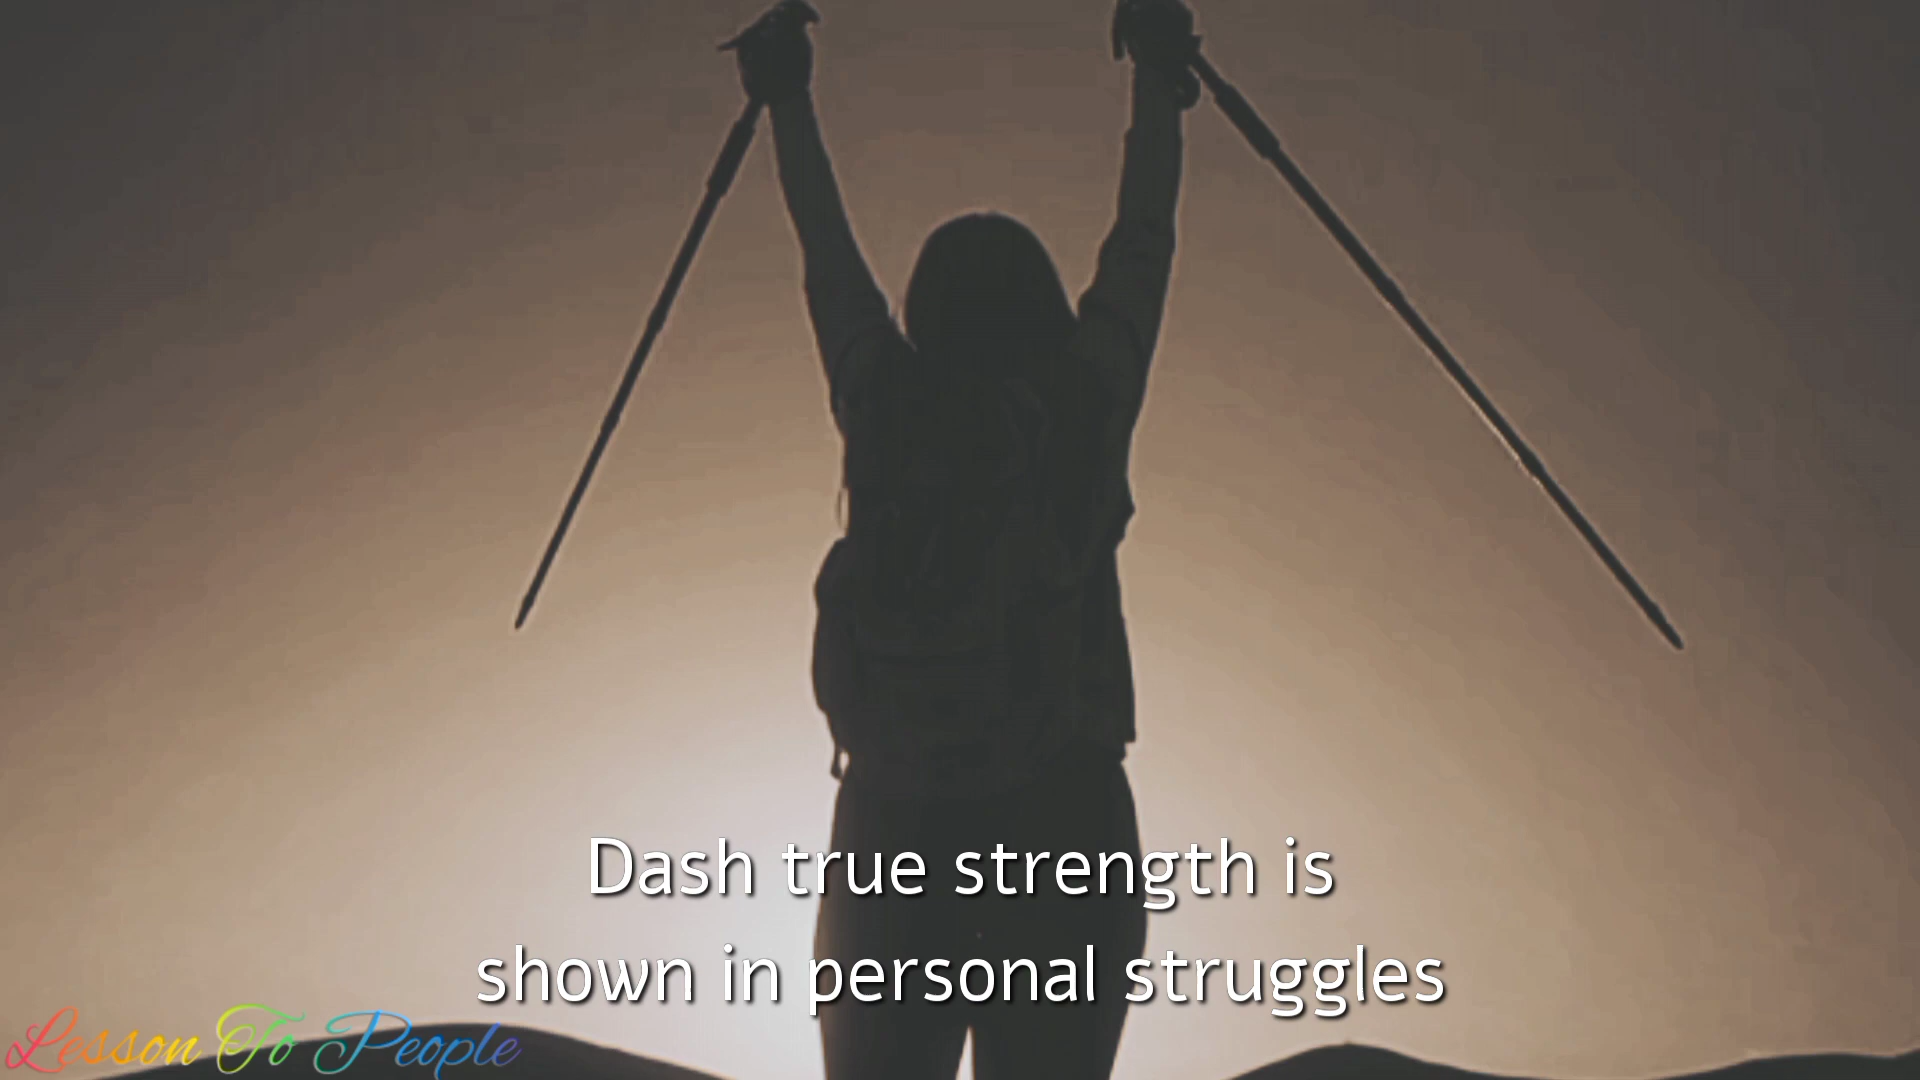 Dash true strength is
shown in personal struggles
Lesson To People